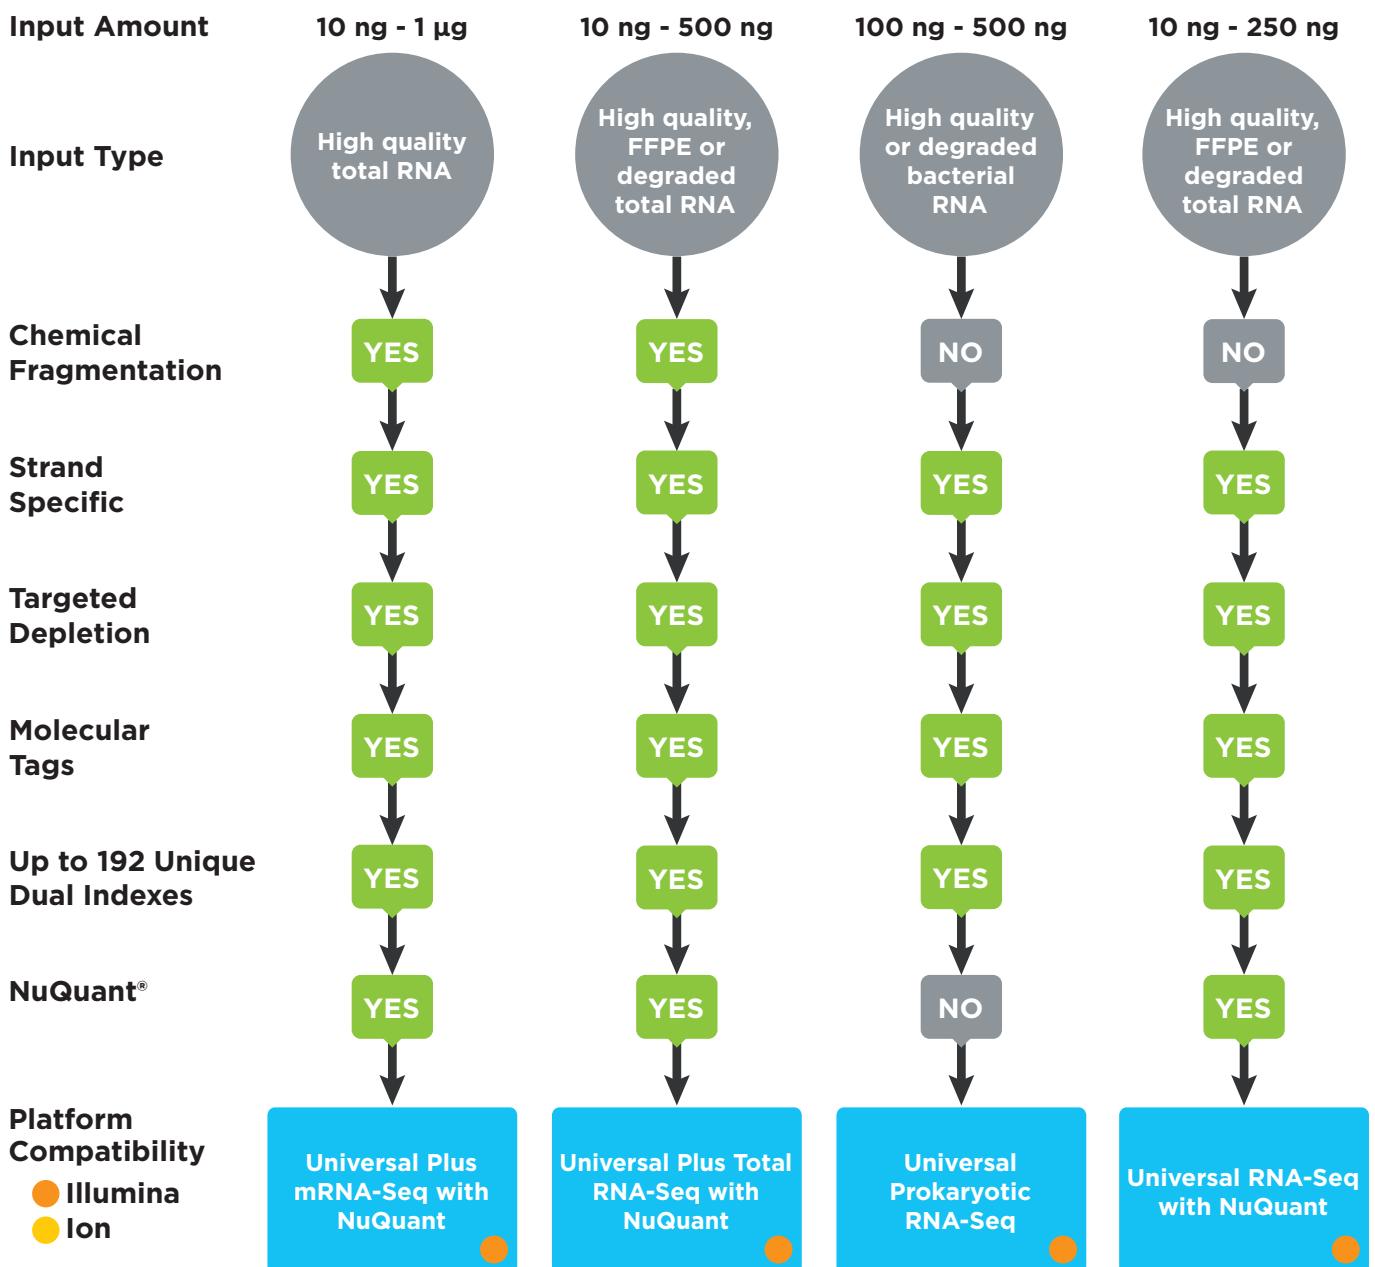 Input Amount 10 ng - 1 µg 10 ng - 500 ng 100 ng - 500 ng 10 ng - 250 ng
Input Type
High quality
total RNA
High quality,
FFPE or
degraded
total RNA
High quality
or degraded
bacterial
RNA
High quality,
FFPE or
degraded
total RNA
Chemical
Fragmentation
YES YES NO NO
Strand
Specific
YES YES YES YES
Targeted
Depletion
YES YES YES YES
Molecular
Tags
YES YES YES YES
Up to 192 Unique
Dual Indexes
YES YES YES YES
NuQuant®
YES YES NO YES
Platform
Compatibility
Illumina
Ion
Universal Plus
mRNA-Seq with
NuQuant
Universal Plus Total
RNA-Seq with
NuQuant
Universal
Prokaryotic
RNA-Seq
Universal RNA-Seq
with NuQuant